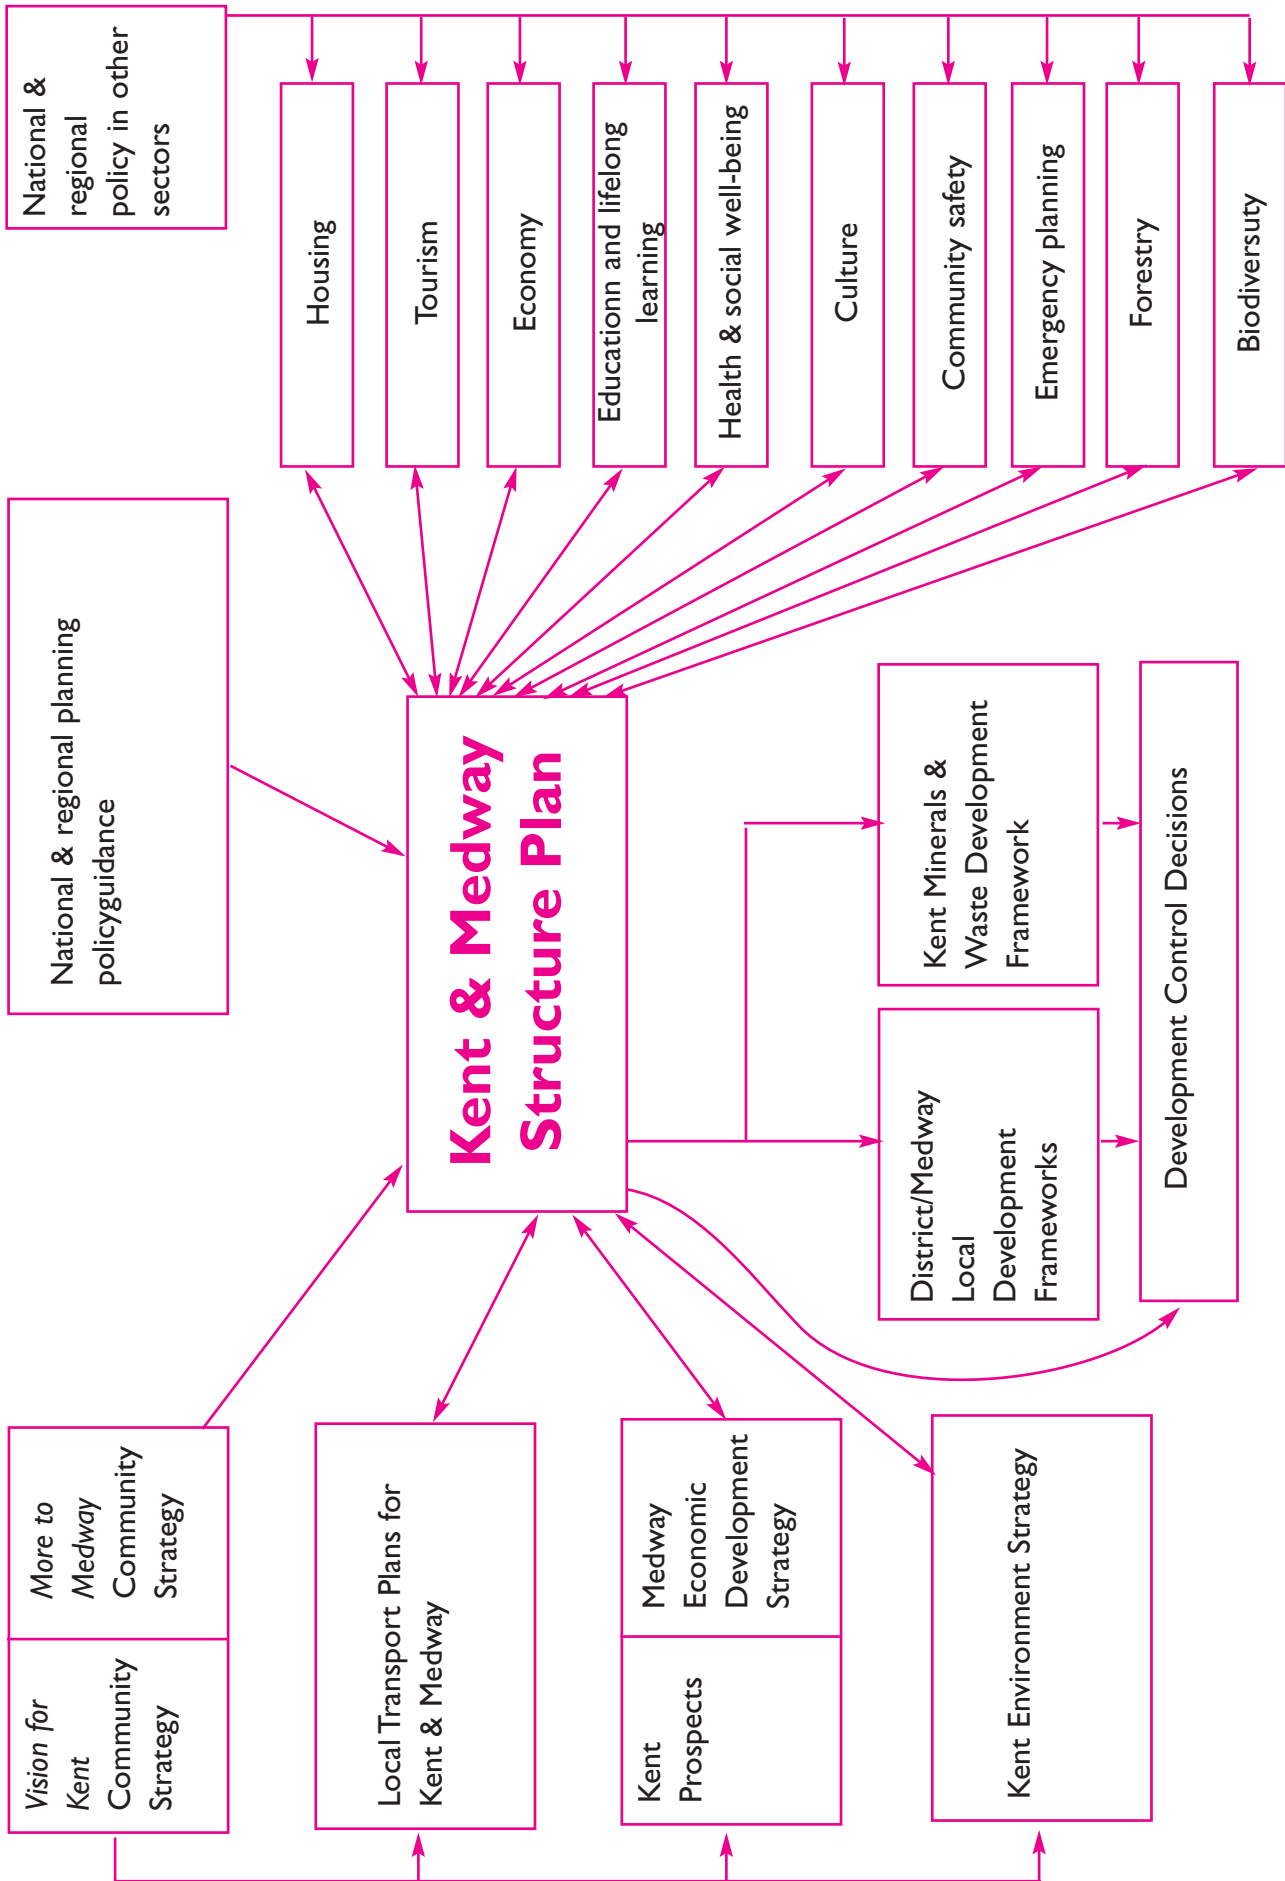 Vision for
Kent
Community
Strategy
More to
Medway
Community
Strategy
National & regional planning
policyguidance
National &
regional
policy in other
sectors
Local Transport Plans for
Kent & Medway
Kent
Prospects
Medway
Economic
Development
Strategy
Kent Environment Strategy
Kent & Medway
Structure Plan
Housing
Tourism
Economy
Educationn and lifelong
learning
Health & social well-being
Culture
Community safety
Emergency planning
Forestry
Biodiversuty
District/Medway
Local
Development
Frameworks
Kent Minerals &
Waste Development
Framework
Development Control Decisions